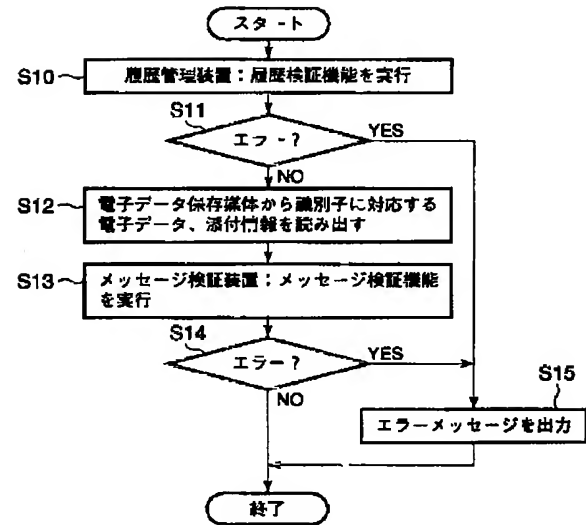 スタート
S10
履歴管理装置：履歴検証機能を実行
S11
エラー？
YES
NO
S12
電子データ保存媒体から識別子に対応する
電子データ、添付情報を読み出す
S13
メッセージ検証装置：メッセージ検証機能
を実行
S14
エラー？
YES
NO
S15
エラーメッセージを出力
終了